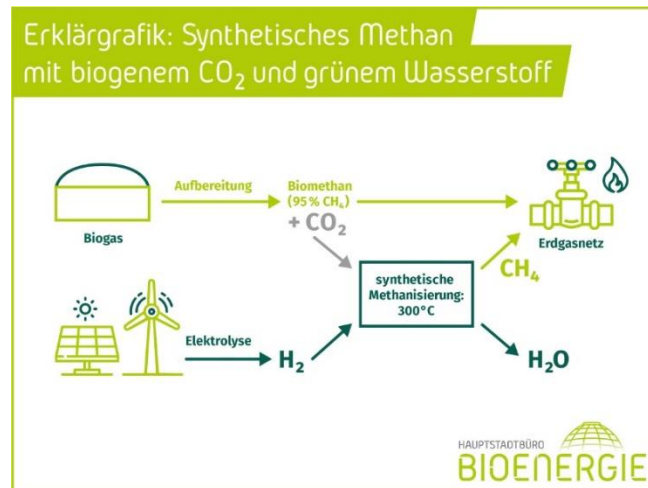 Erklärgrafik: Synthetisches Methan
mit biogenem CO₂ und grünem Wasserstoff
Aufbereitung
Biomethan
(95 % CH₄)
+ CO₂
Biogas
Erdgasnetz
CH₄
synthetische
Methanisierung:
300°C
Elektrolyse
H₂
H₂O
HAUPTSTADTBÜRO
BIOENERGIE